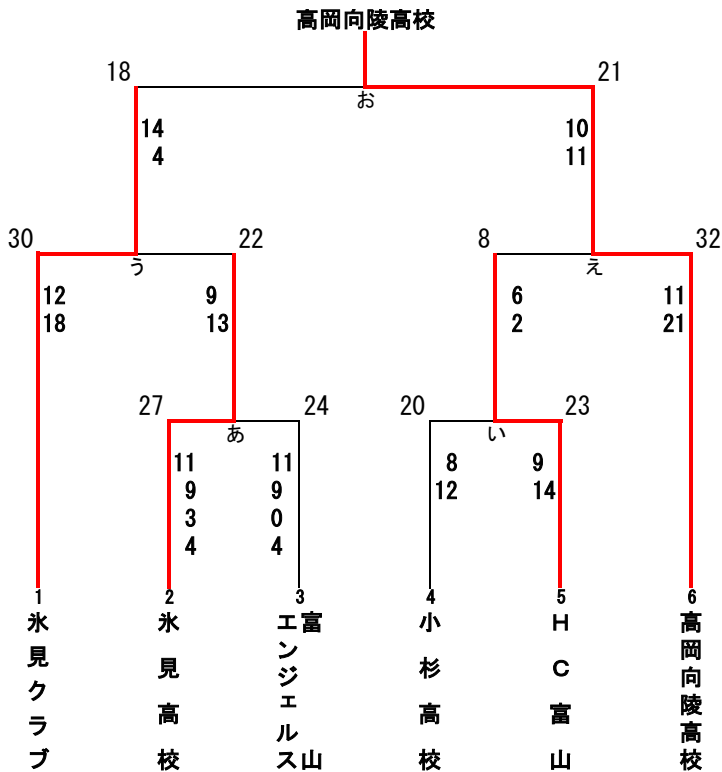 高岡向陵高校
18 21
お
14 10
4 11
30 22 8 32
う え
12 9 6 11
18 13 2 21
27 24 20 23
あ い
11 11 8 9
9 9 12 14
3 0
4 4
1 2 3 4 5 6
氷見クラブ
氷見高校
富山
エンジェルス
小杉高校
HC富山
高岡向陵高校